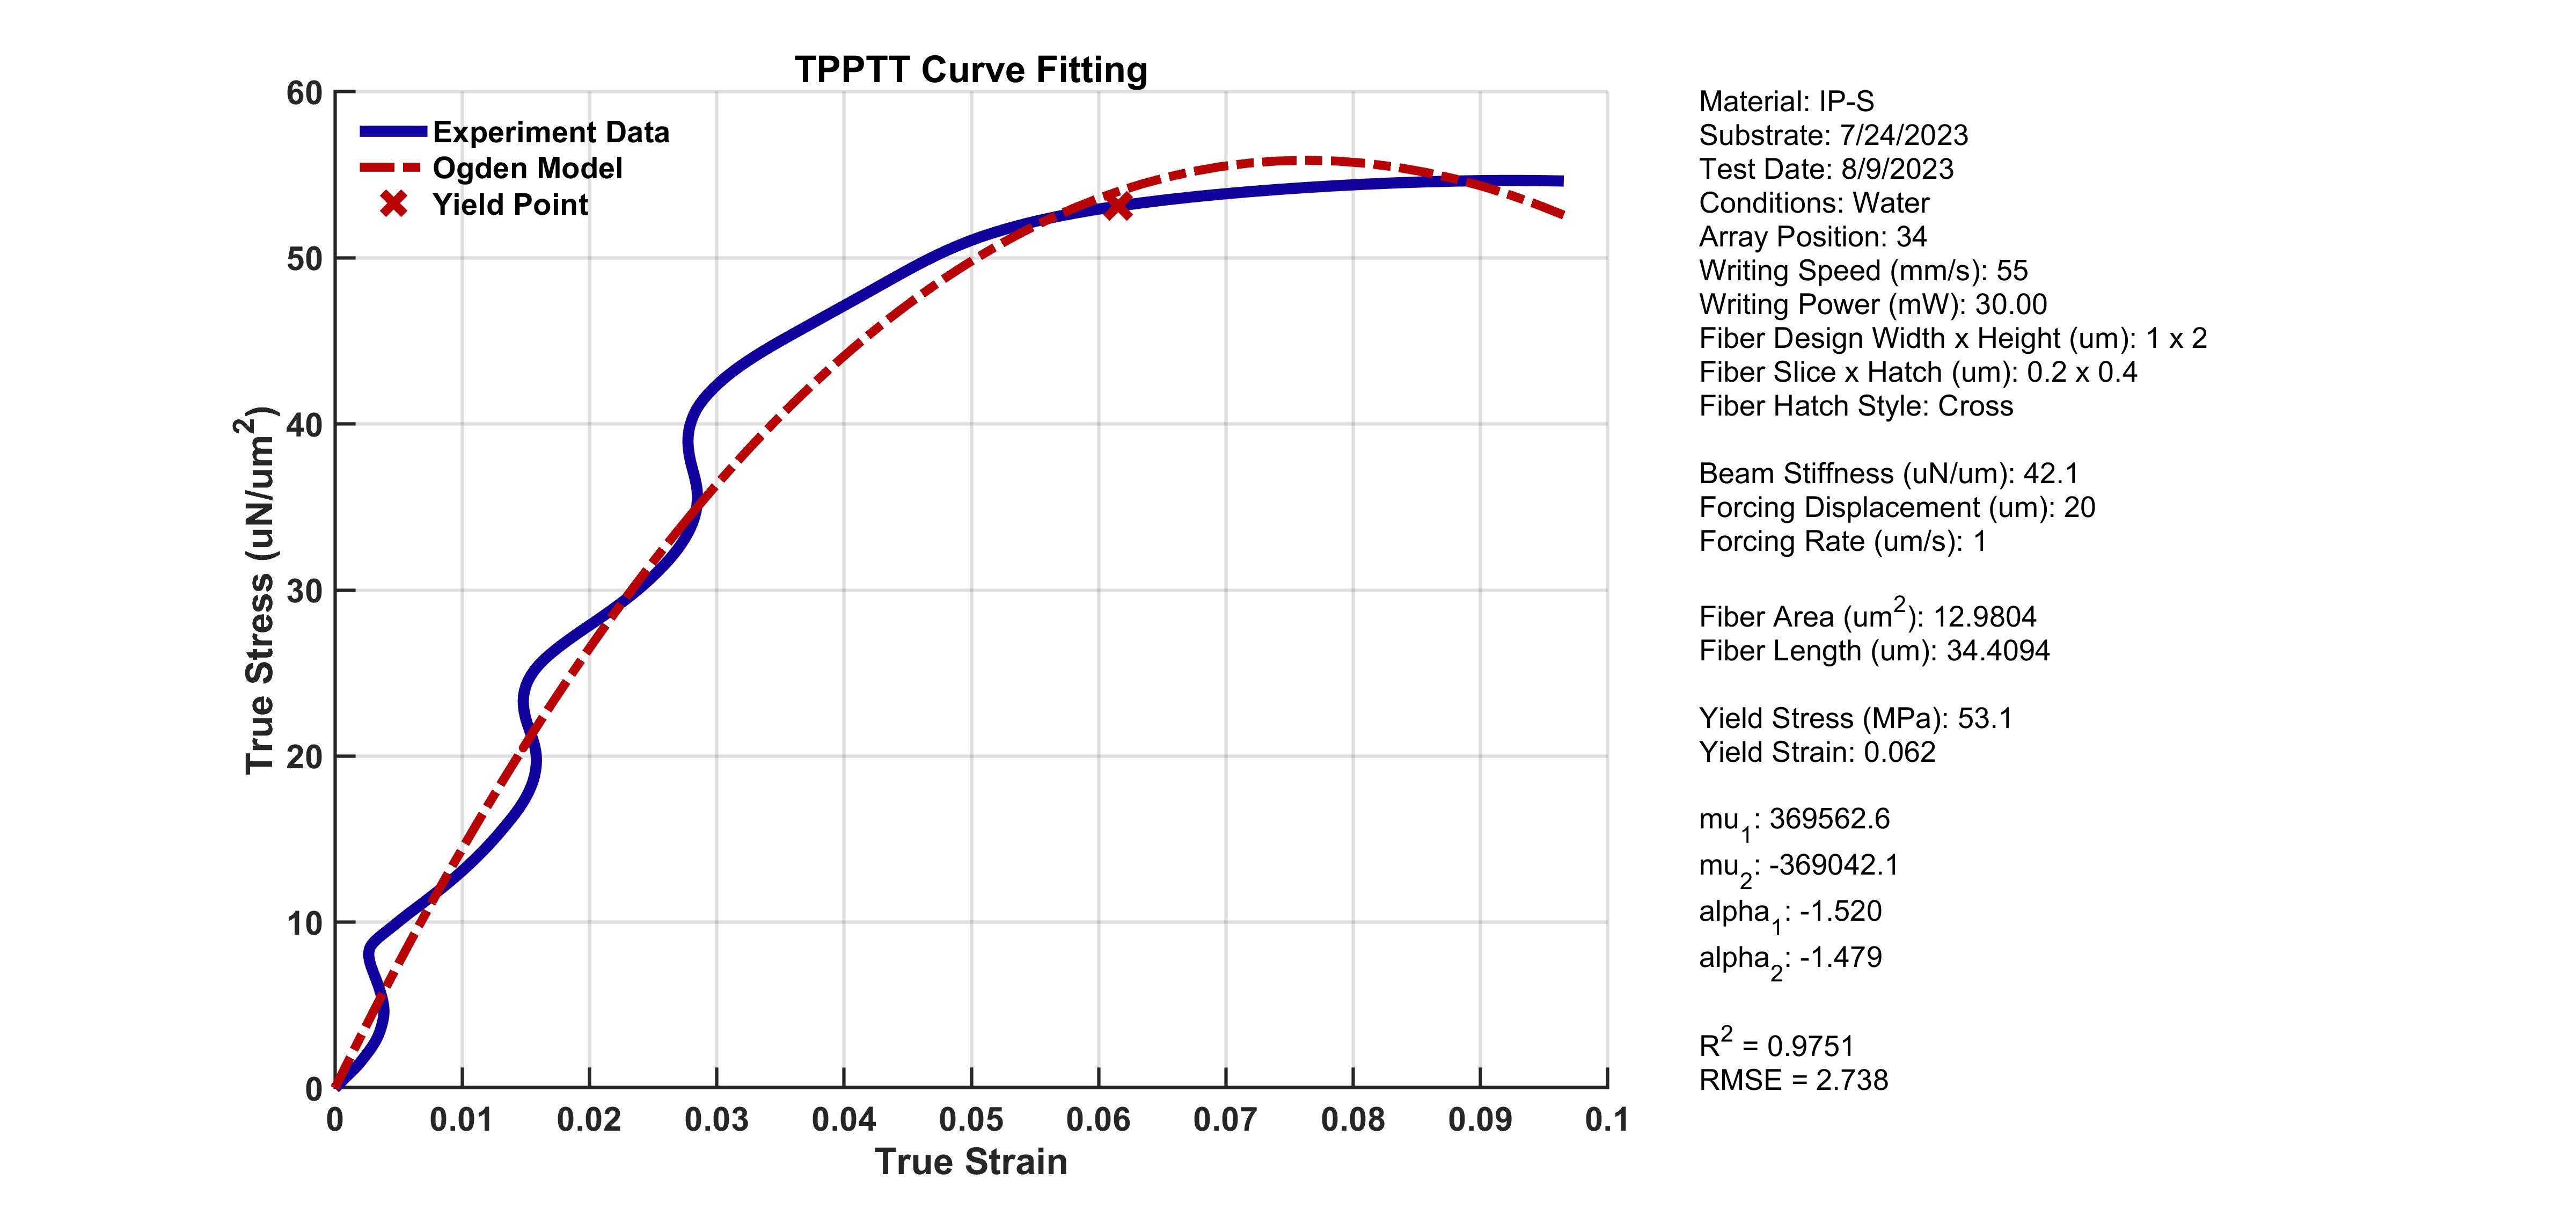 TPPTT Curve Fitting
60
50
40
30
20
10
0
True Stress (uN/um²)
Experiment Data
Ogden Model
Yield Point
0 0.01 0.02 0.03 0.04 0.05 0.06 0.07 0.08 0.09 0.1
True Strain
Material: IP-S
Substrate: 7/24/2023
Test Date: 8/9/2023
Conditions: Water
Array Position: 34
Writing Speed (mm/s): 55
Writing Power (mW): 30.00
Fiber Design Width x Height (um): 1 x 2
Fiber Slice x Hatch (um): 0.2 x 0.4
Fiber Hatch Style: Cross
Beam Stiffness (uN/um): 42.1
Forcing Displacement (um): 20
Forcing Rate (um/s): 1
Fiber Area (um²): 12.9804
Fiber Length (um): 34.4094
Yield Stress (MPa): 53.1
Yield Strain: 0.062
mu₁: 369562.6
mu₂: -369042.1
alpha₁: -1.520
alpha₂: -1.479
R² = 0.9751
RMSE = 2.738